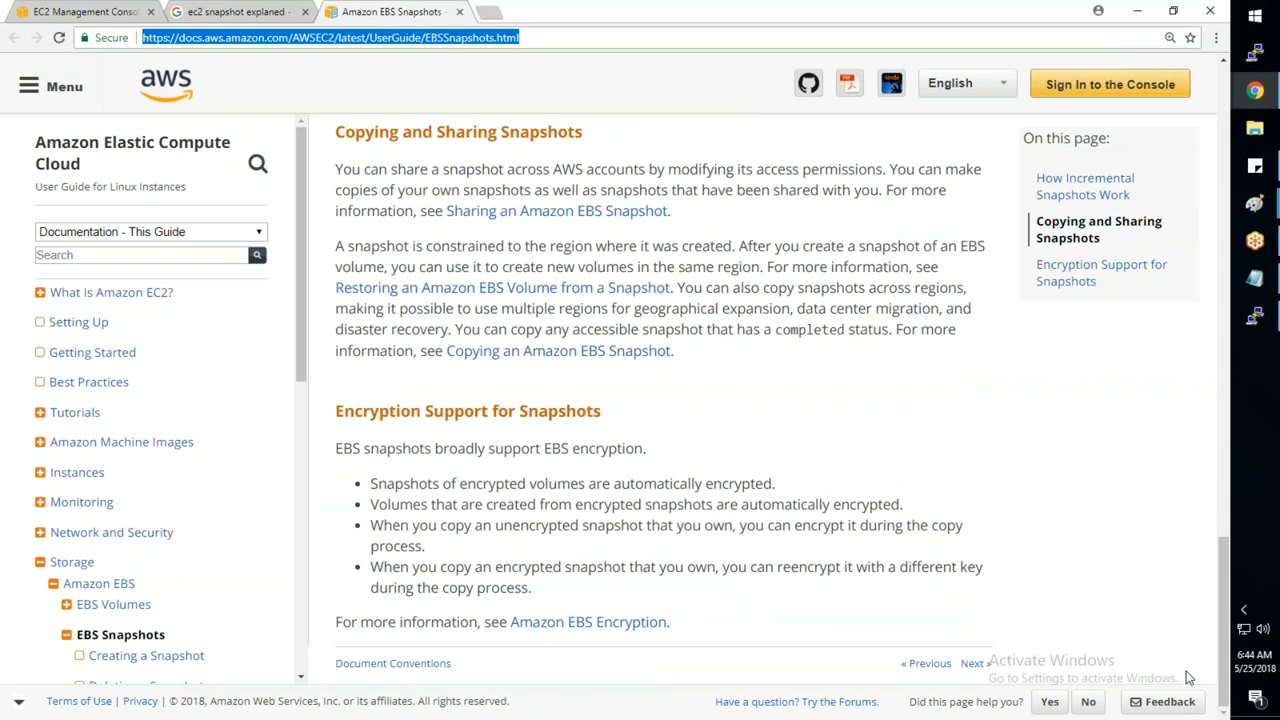 EC2 Management Conso
ec2 snapshot explaned -
Amazon EBS Snapshots -
Secure
https://docs.aws.amazon.com/AWSEC2/latest/UserGuide/EBSSnapshots.html
Menu
aws
English
Sign In to the Console
Amazon Elastic Compute
Cloud
User Guide for Linux Instances
Documentation - This Guide
Search
What Is Amazon EC2?
Setting Up
Getting Started
Best Practices
Tutorials
Amazon Machine Images
Instances
Monitoring
Network and Security
Storage
Amazon EBS
EBS Volumes
EBS Snapshots
Creating a Snapshot
Copying and Sharing Snapshots
You can share a snapshot across AWS accounts by modifying its access permissions. You can make
copies of your own snapshots as well as snapshots that have been shared with you. For more
information, see Sharing an Amazon EBS Snapshot.
A snapshot is constrained to the region where it was created. After you create a snapshot of an EBS
volume, you can use it to create new volumes in the same region. For more information, see
Restoring an Amazon EBS Volume from a Snapshot. You can also copy snapshots across regions,
making it possible to use multiple regions for geographical expansion, data center migration, and
disaster recovery. You can copy any accessible snapshot that has a completed status. For more
information, see Copying an Amazon EBS Snapshot.
Encryption Support for Snapshots
EBS snapshots broadly support EBS encryption.
• Snapshots of encrypted volumes are automatically encrypted.
• Volumes that are created from encrypted snapshots are automatically encrypted.
• When you copy an unencrypted snapshot that you own, you can encrypt it during the copy
process.
• When you copy an encrypted snapshot that you own, you can reencrypt it with a different key
during the copy process.
For more information, see Amazon EBS Encryption.
Document Conventions
« Previous Next »
On this page:
How Incremental
Snapshots Work
Copying and Sharing
Snapshots
Encryption Support for
Snapshots
Activate Windows
Go to Settings to activate Windows.
Terms of Use | Privacy | © 2018, Amazon Web Services, Inc. or its affiliates. All rights reserved.
Have a question? Try the Forums.
Did this page help you?
Yes
No
Feedback
6:44 AM
5/25/2018
1